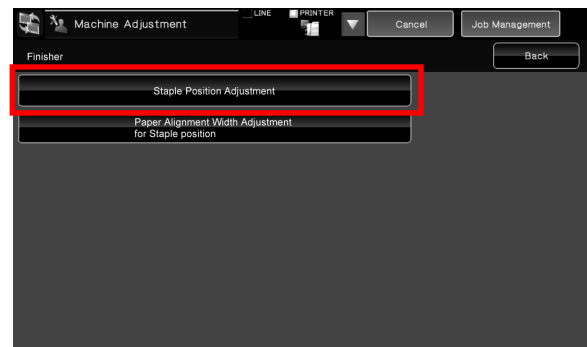 Machine Adjustment
LINE
PRINTER
Cancel
Job Management
Finisher
Back
Staple Position Adjustment
Paper Alignment Width Adjustment
for Staple position